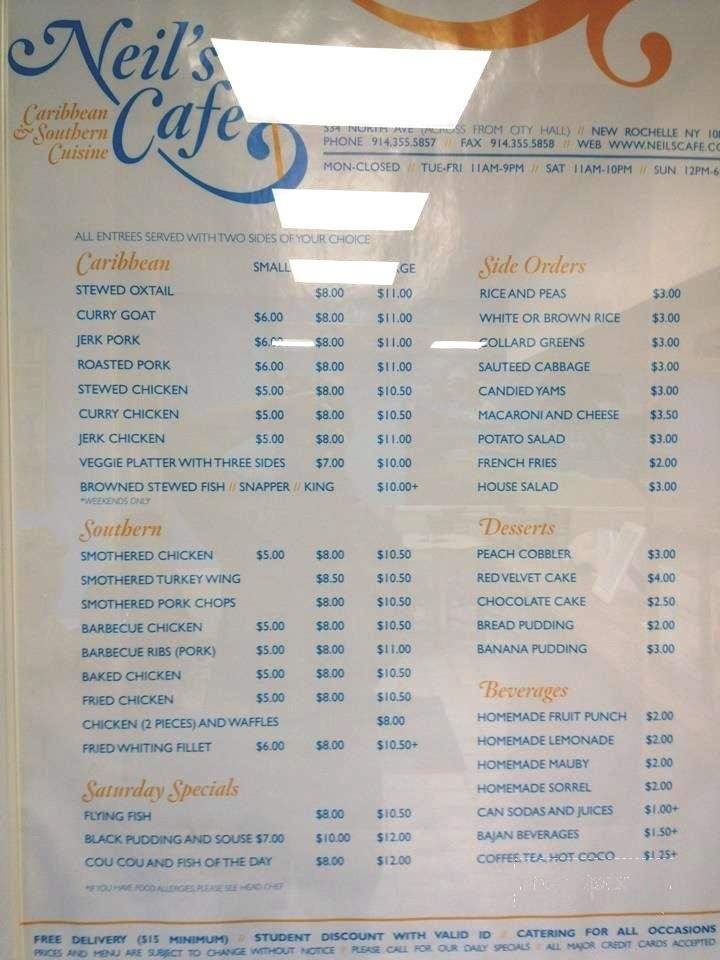 Neil's
Cafe
Caribbean
& Southern
Cuisine
534 NORTH AVE (ACROSS FROM CITY HALL) // NEW ROCHELLE NY
PHONE 914.355.5857 // FAX 914.355.5858 // WEB WWW.NEILSCAFE.CO
MON-CLOSED // TUE-FRI 11AM-9PM // SAT 11AM-10PM // SUN 12PM-6
ALL ENTREES SERVED WITH TWO SIDES OF YOUR CHOICE
Caribbean SMALL
STEWED OXTAIL $8.00 $11.00
CURRY GOAT $6.00 $8.00 $11.00
JERK PORK $6.00 $8.00 $11.00
ROASTED PORK $6.00 $8.00 $11.00
STEWED CHICKEN $5.00 $8.00 $10.50
CURRY CHICKEN $5.00 $8.00 $10.50
JERK CHICKEN $5.00 $8.00 $11.00
VEGGIE PLATTER WITH THREE SIDES $7.00 $10.00
BROWNED STEWED FISH // SNAPPER // KING $10.00+
*WEEKENDS ONLY
Southern
SMOTHERED CHICKEN $5.00 $8.00 $10.50
SMOTHERED TURKEY WING $8.50 $10.50
SMOTHERED PORK CHOPS $8.00 $10.50
BARBECUE CHICKEN $5.00 $8.00 $10.50
BARBECUE RIBS (PORK) $5.00 $8.00 $11.00
BAKED CHICKEN $5.00 $8.00 $10.50
FRIED CHICKEN $5.00 $8.00 $10.50
CHICKEN (2 PIECES) AND WAFFLES $8.00
FRIED WHITING FILLET $6.00 $8.00 $10.50+
Saturday Specials
FLYING FISH $8.00 $10.50
BLACK PUDDING AND SOUSE $7.00 $10.00 $12.00
COU COU AND FISH OF THE DAY $8.00 $12.00
*IF YOU HAVE FOOD ALLERGIES, PLEASE SEE HEAD CHEF
Side Orders
RICE AND PEAS $3.00
WHITE OR BROWN RICE $3.00
COLLARD GREENS $3.00
SAUTEED CABBAGE $3.00
CANDIED YAMS $3.00
MACARONI AND CHEESE $3.50
POTATO SALAD $3.00
FRENCH FRIES $2.00
HOUSE SALAD $3.00
Desserts
PEACH COBBLER $3.00
RED VELVET CAKE $4.00
CHOCOLATE CAKE $2.50
BREAD PUDDING $2.00
BANANA PUDDING $3.00
Beverages
HOMEMADE FRUIT PUNCH $2.00
HOMEMADE LEMONADE $2.00
HOMEMADE MAUBY $2.00
HOMEMADE SORREL $2.00
CAN SODAS AND JUICES $1.00+
BAJAN BEVERAGES $1.50+
COFFEE, TEA, HOT COCO $1.25+
FREE DELIVERY ($15 MINIMUM) // STUDENT DISCOUNT WITH VALID ID // CATERING FOR ALL OCCASIONS
PRICES AND MENU ARE SUBJECT TO CHANGE WITHOUT NOTICE // PLEASE CALL FOR OUR DAILY SPECIALS // ALL MAJOR CREDIT CARDS ACCEPTED